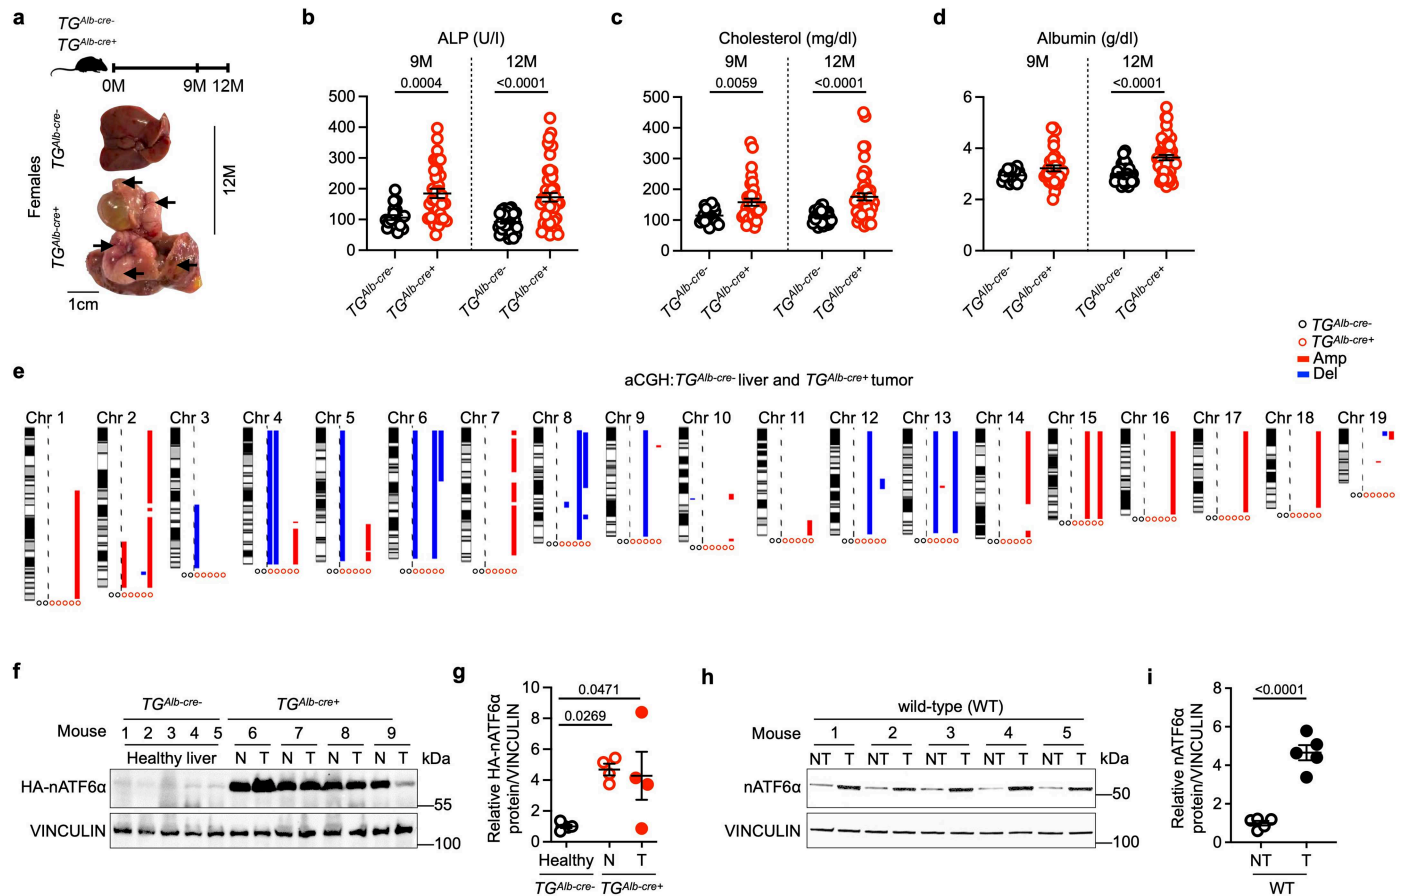 a
TGAlb-cre-
TGAlb-cre+
0M 9M 12M
Females
TGAlb-cre-
TGAlb-cre+
12M
1cm
b
ALP (U/l)
9M 12M
0.0004 <0.0001
500
400
300
200
100
0
TGAlb-cre- TGAlb-cre+ TGAlb-cre- TGAlb-cre+
c
Cholesterol (mg/dl)
9M 12M
0.0059 <0.0001
500
400
300
200
100
0
TGAlb-cre- TGAlb-cre+ TGAlb-cre- TGAlb-cre+
d
Albumin (g/dl)
9M 12M
<0.0001
6
4
2
0
TGAlb-cre- TGAlb-cre+ TGAlb-cre- TGAlb-cre+
TGAlb-cre-
TGAlb-cre+
Amp
Del
e
aCGH:TGAlb-cre- liver and TGAlb-cre+ tumor
Chr 1 Chr 2 Chr 3 Chr 4 Chr 5 Chr 6 Chr 7 Chr 8 Chr 9 Chr 10 Chr 11 Chr 12 Chr 13 Chr 14 Chr 15 Chr 16 Chr 17 Chr 18 Chr 19
f
TGAlb-cre- TGAlb-cre+
Mouse 1 2 3 4 5 6 7 8 9
Healthy liver N T N T N T N T kDa
HA-nATF6α
55
VINCULIN
100
g
Relative HA-nATF6α
protein/VINCULIN
0.0471
0.0269
10
8
6
4
2
0
Healthy N T
TGAlb-cre- TGAlb-cre+
h
wild-type (WT)
Mouse 1 2 3 4 5
NT T NT T NT T NT T NT T kDa
nATF6α
50
VINCULIN
100
i
Relative nATF6α
protein/VINCULIN
<0.0001
8
6
4
2
0
NT T
WT